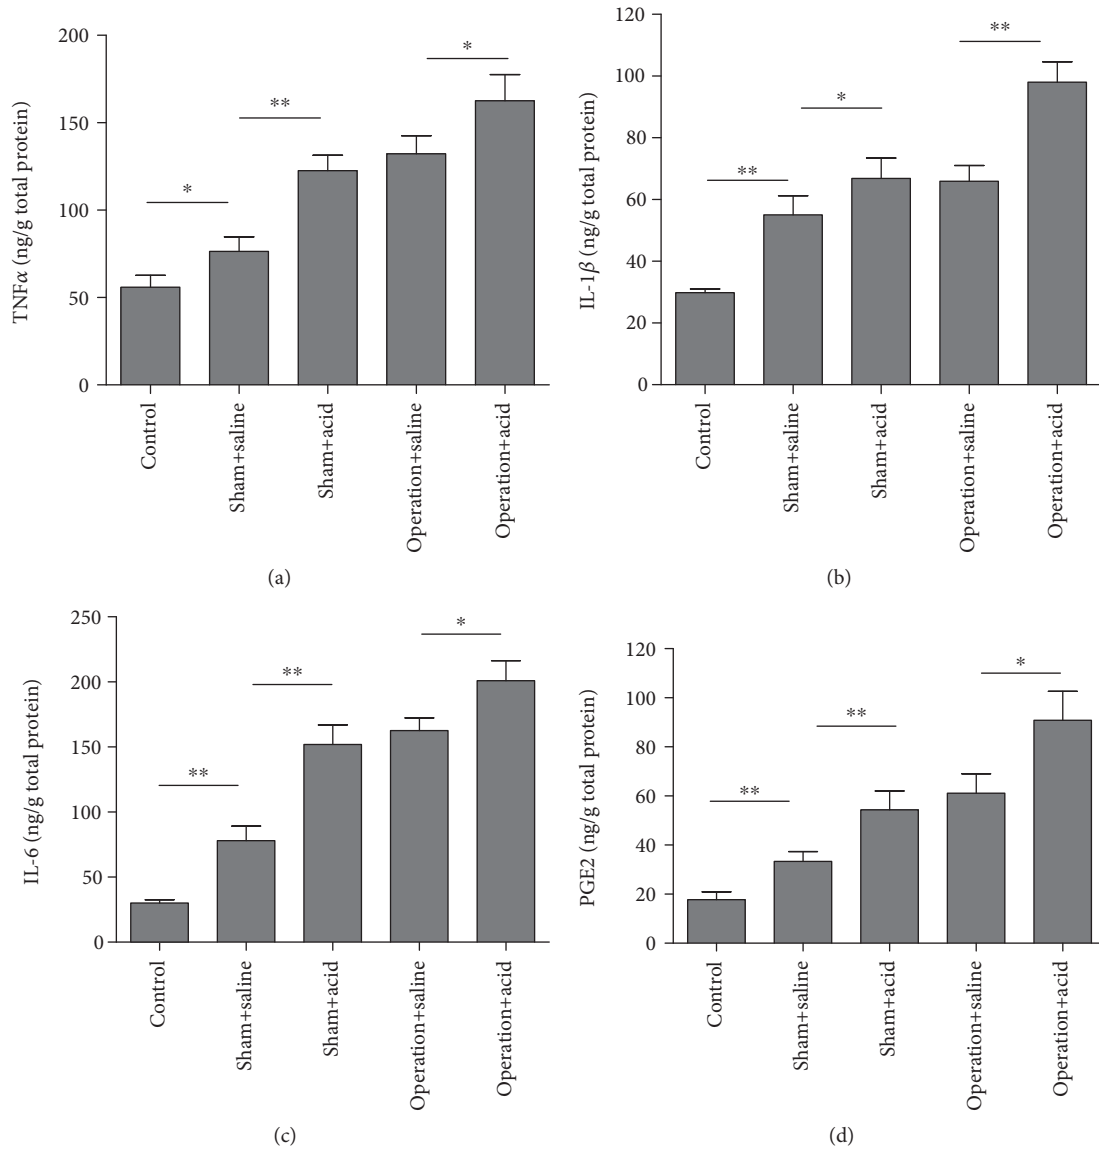 TNFα (ng/g total protein)
200
150
100
50
0
*
**
*
Control
Sham+saline
Sham+acid
Operation+saline
Operation+acid
(a)
IL-1β (ng/g total protein)
120
100
80
60
40
20
0
**
*
**
Control
Sham+saline
Sham+acid
Operation+saline
Operation+acid
(b)
IL-6 (ng/g total protein)
250
200
150
100
50
0
**
**
*
Control
Sham+saline
Sham+acid
Operation+saline
Operation+acid
(c)
PGE2 (ng/g total protein)
120
100
80
60
40
20
0
**
**
*
Control
Sham+saline
Sham+acid
Operation+saline
Operation+acid
(d)